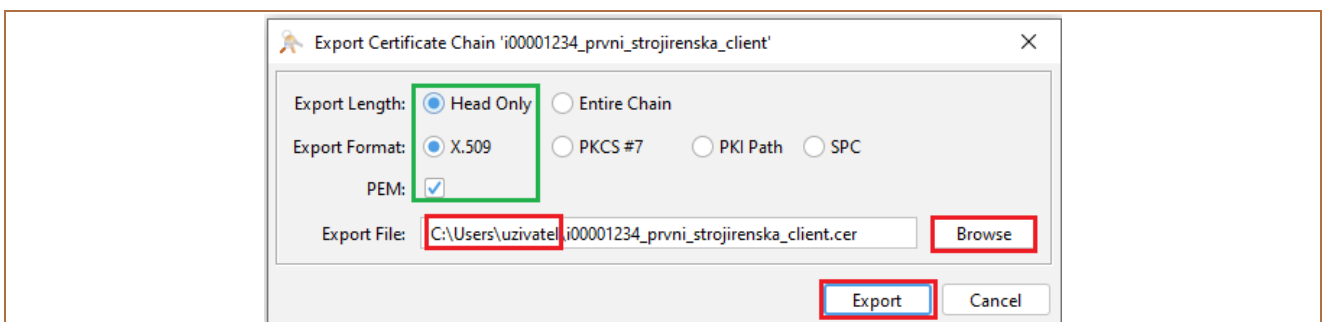 Export Certificate Chain 'i00001234_prvni_strojirenska_client'
Export Length: Head Only Entire Chain
Export Format: X.509 PKCS #7 PKI Path SPC
PEM:
Export File: C:\Users\uzivatel\i00001234_prvni_strojirenska_client.cer Browse
Export Cancel